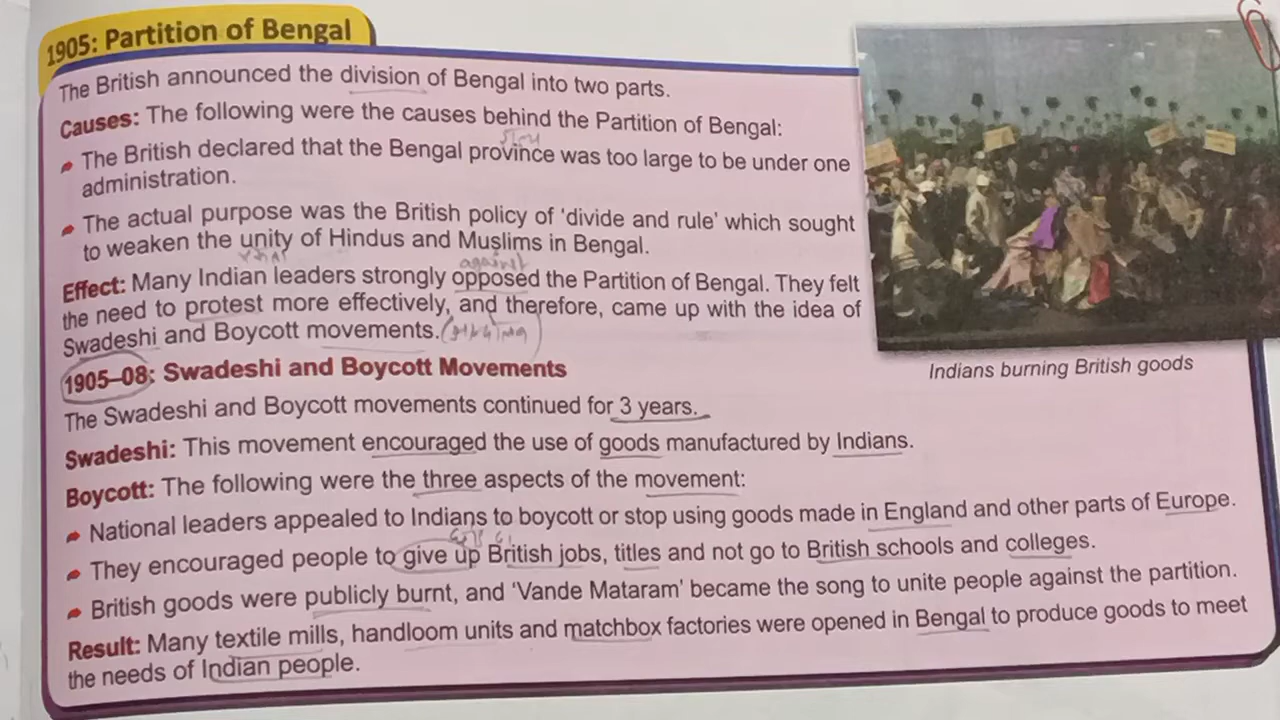 1905: Partition of Bengal
The British announced the division of Bengal into two parts.
Causes: The following were the causes behind the Partition of Bengal:
The British declared that the Bengal province was too large to be under one
administration.
The actual purpose was the British policy of 'divide and rule' which sought
to weaken the unity of Hindus and Muslims in Bengal.
against
Effect: Many Indian leaders strongly opposed the Partition of Bengal. They felt
the need to protest more effectively, and therefore, came up with the idea of
Swadeshi and Boycott movements.
Indians burning British goods
1905–08: Swadeshi and Boycott Movements
The Swadeshi and Boycott movements continued for 3 years.
Swadeshi: This movement encouraged the use of goods manufactured by Indians.
Boycott: The following were the three aspects of the movement:
National leaders appealed to Indians to boycott or stop using goods made in England and other parts of Europe.
They encouraged people to give up British jobs, titles and not go to British schools and colleges.
British goods were publicly burnt, and 'Vande Mataram' became the song to unite people against the partition.
Result: Many textile mills, handloom units and matchbox factories were opened in Bengal to produce goods to meet
the needs of Indian people.